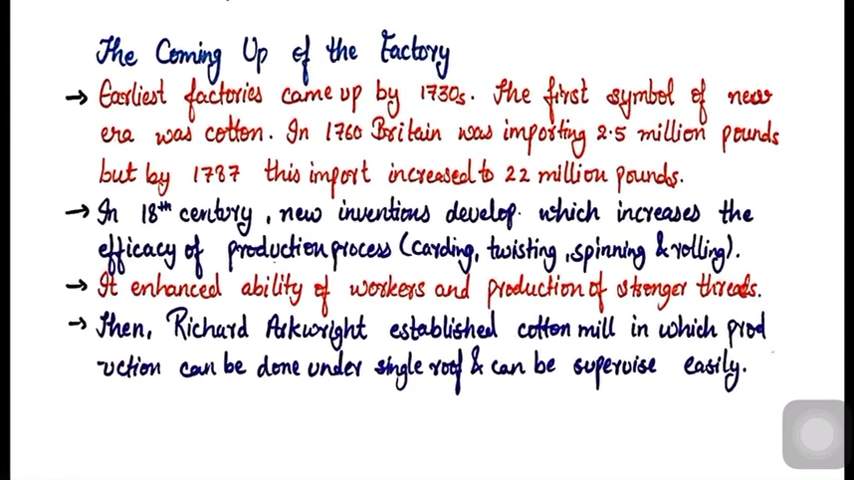 The Coming Up of the Factory
→ Earliest factories came up by 1730s. The first symbol of new
era was cotton. In 1760 Britain was importing 2.5 million pounds
but by 1787 this import increased to 22 million pounds.
→ In 18th century, new inventions develop. which increases the
efficacy of production process (carding, twisting, spinning & rolling).
→ It enhanced ability of workers and production of stronger threads.
→ Then, Richard Arkwright established cotton mill in which prod
-uction can be done under single roof & can be supervise easily.